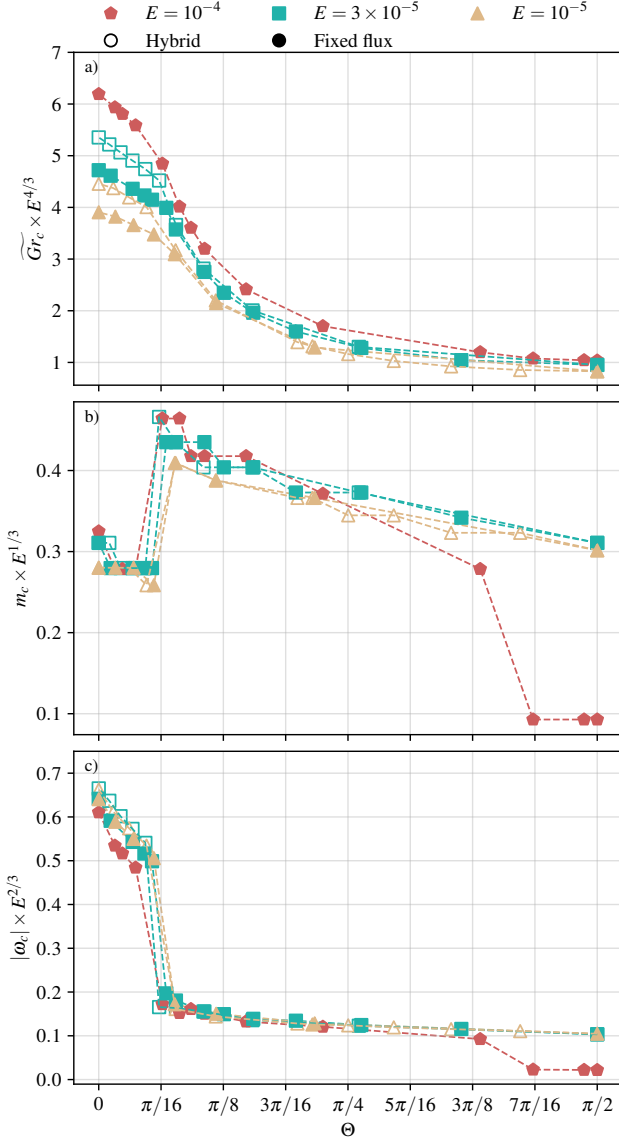 E = 10⁻⁴ E = 3 × 10⁻⁵ E = 10⁻⁵
Hybrid Fixed flux
a)
7
6
5
4
3
2
1
G̃r_c × E^{4/3}
b)
0.4
0.3
0.2
0.1
m_c × E^{1/3}
c)
0.7
0.6
0.5
0.4
0.3
0.2
0.1
0.0
|ω_c| × E^{2/3}
0 π/16 π/8 3π/16 π/4 5π/16 3π/8 7π/16 π/2
Θ